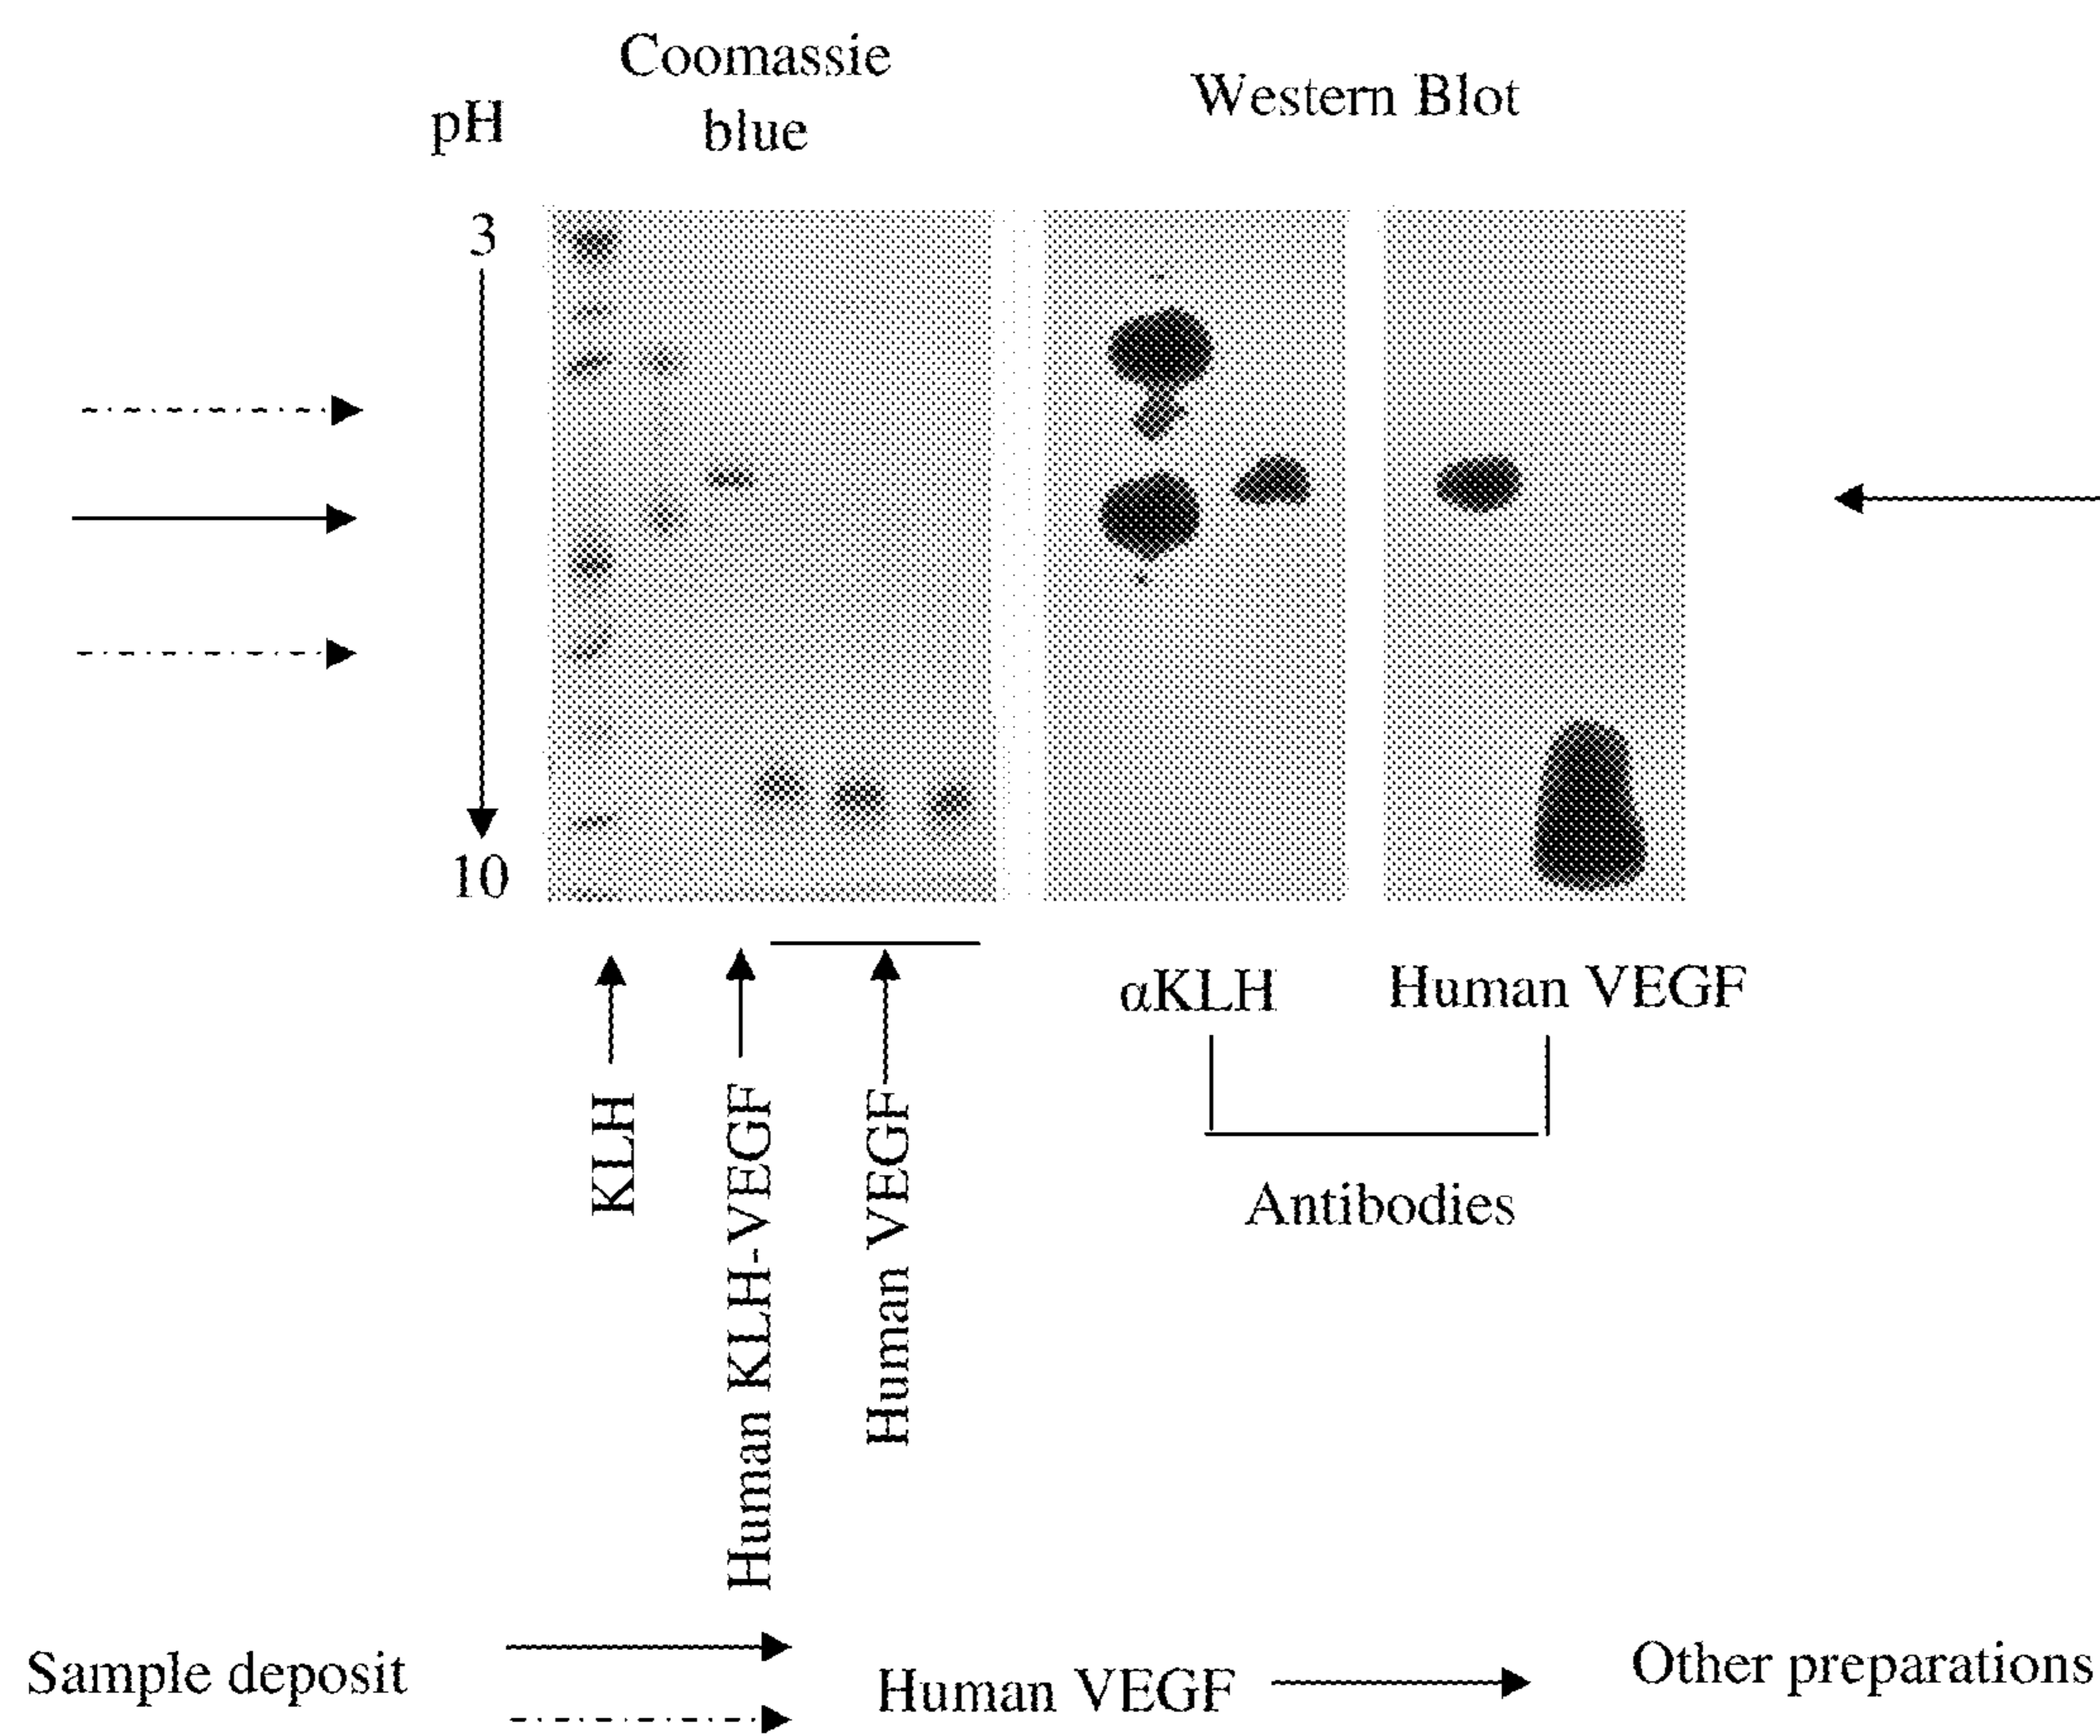 Coomassie
blue
Western Blot
pH
3
10
KLH
Human KLH-VEGF
Human VEGF
αKLH
Human VEGF
Antibodies
Sample deposit
Human VEGF
Other preparations